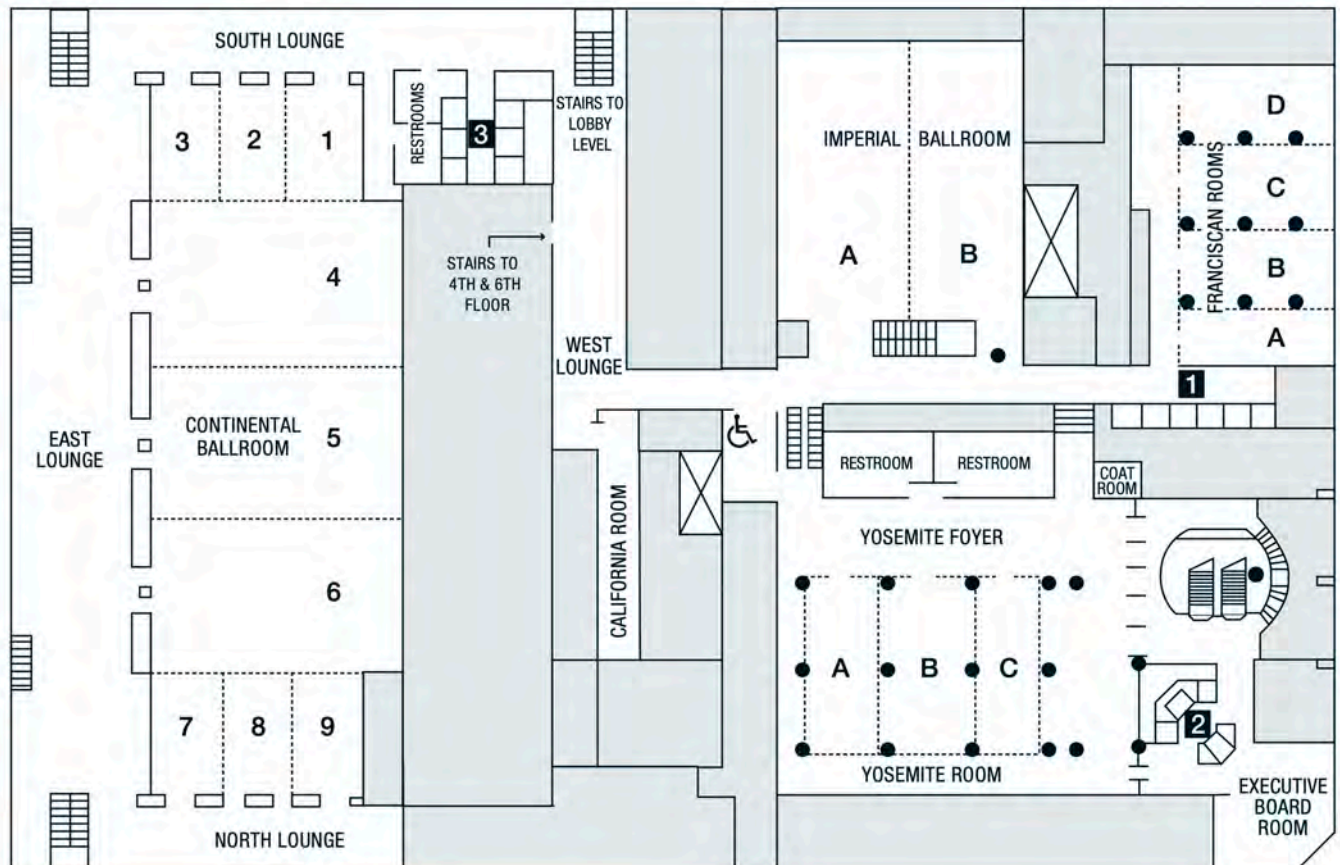 SOUTH LOUNGE
3
2
1
RESTROOMS
3
STAIRS TO
LOBBY
LEVEL
IMPERIAL
BALLROOM
A
B
FRANCISCAN ROOMS
D
C
B
A
1
4
STAIRS TO
4TH & 6TH
FLOOR
WEST
LOUNGE
EAST
LOUNGE
CONTINENTAL
BALLROOM
5
6
7
8
9
NORTH LOUNGE
CALIFORNIA ROOM
RESTROOM
RESTROOM
COAT
ROOM
YOSEMITE FOYER
A
B
C
YOSEMITE ROOM
2
EXECUTIVE
BOARD
ROOM